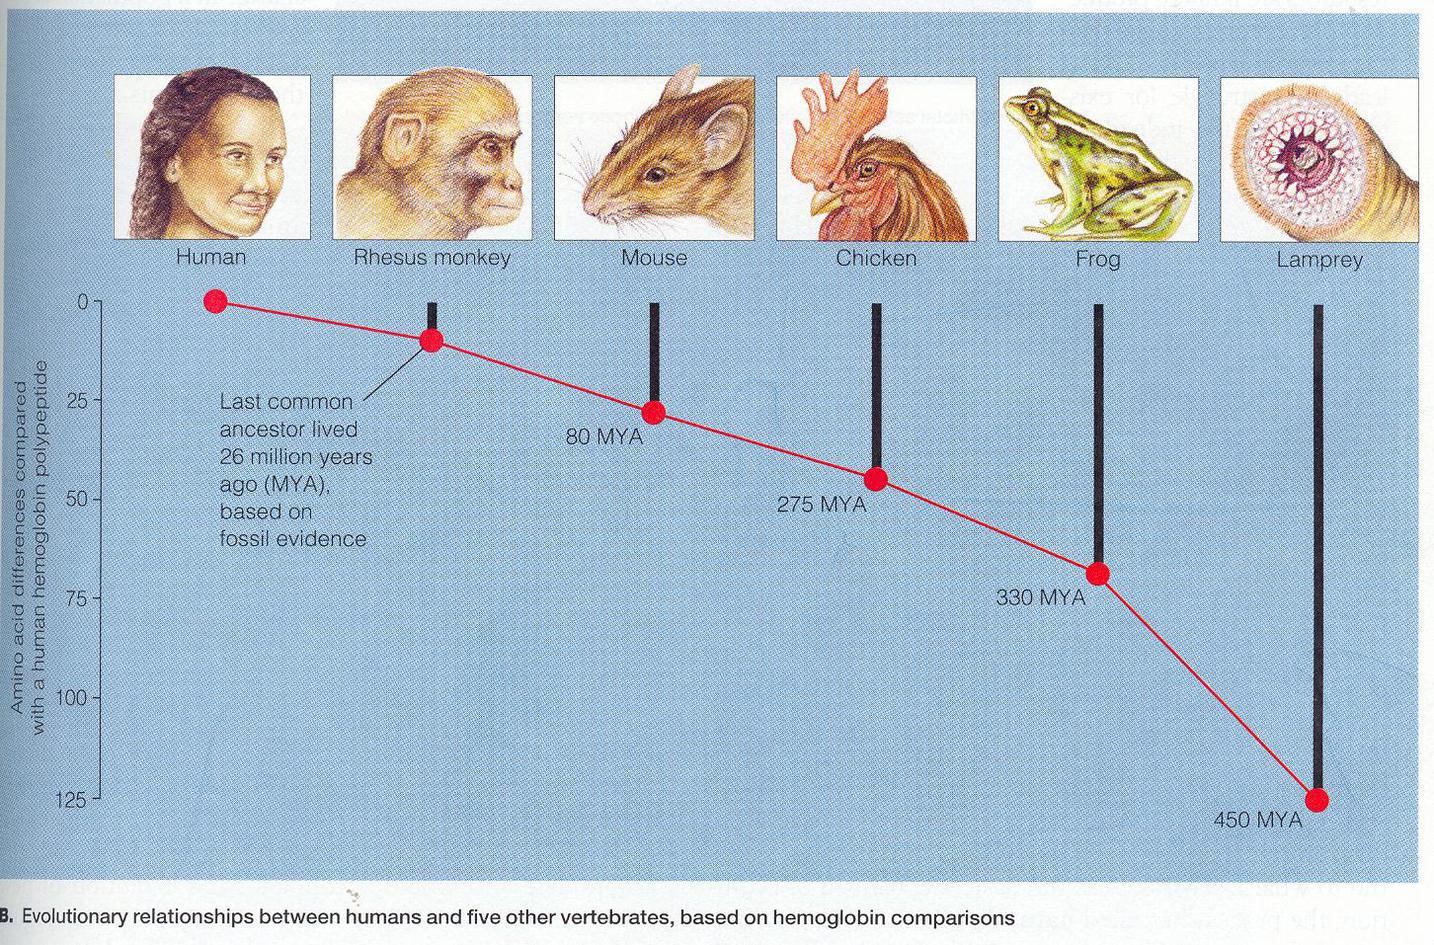 Human
Rhesus monkey
Mouse
Chicken
Frog
Lamprey
0
25
50
75
100
125
Amino acid differences compared
with a human hemoglobin polypeptide
Last common
ancestor lived
26 million years
ago (MYA),
based on
fossil evidence
80 MYA
275 MYA
330 MYA
450 MYA
B. Evolutionary relationships between humans and five other vertebrates, based on hemoglobin comparisons